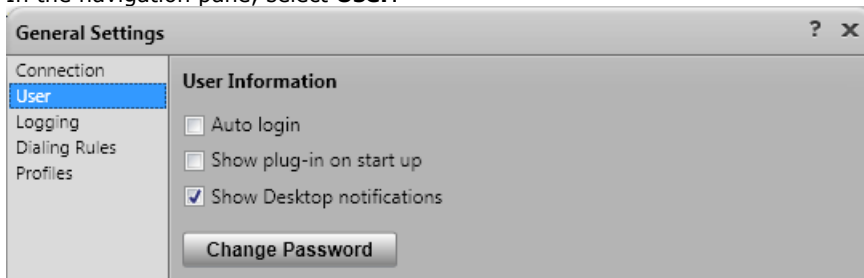 In the navigation pane, select User.
General Settings ? x
Connection
User
Logging
Dialing Rules
Profiles
User Information
Auto login
Show plug-in on start up
Show Desktop notifications
Change Password